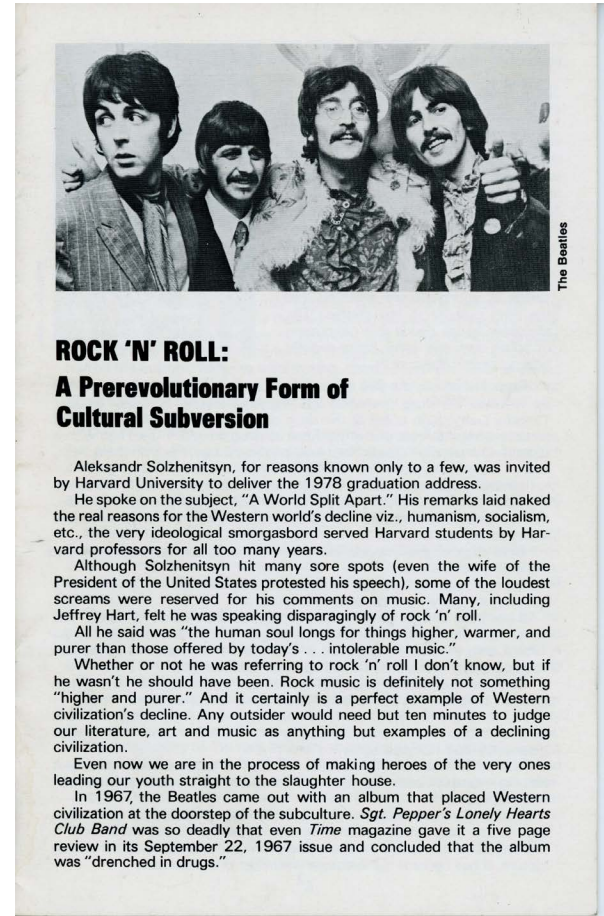 The Beatles
ROCK 'N' ROLL:
A Prerevolutionary Form of
Cultural Subversion
Aleksandr Solzhenitsyn, for reasons known only to a few, was invited
by Harvard University to deliver the 1978 graduation address.
He spoke on the subject, "A World Split Apart." His remarks laid naked
the real reasons for the Western world's decline viz., humanism, socialism,
etc., the very ideological smorgasbord served Harvard students by Har-
vard professors for all too many years.
Although Solzhenitsyn hit many sore spots (even the wife of the
President of the United States protested his speech), some of the loudest
screams were reserved for his comments on music. Many, including
Jeffrey Hart, felt he was speaking disparagingly of rock 'n' roll.
All he said was "the human soul longs for things higher, warmer, and
purer than those offered by today's . . . intolerable music."
Whether or not he was referring to rock 'n' roll I don't know, but if
he wasn't he should have been. Rock music is definitely not something
"higher and purer." And it certainly is a perfect example of Western
civilization's decline. Any outsider would need but ten minutes to judge
our literature, art and music as anything but examples of a declining
civilization.
Even now we are in the process of making heroes of the very ones
leading our youth straight to the slaughter house.
In 1967, the Beatles came out with an album that placed Western
civilization at the doorstep of the subculture. Sgt. Pepper's Lonely Hearts
Club Band was so deadly that even Time magazine gave it a five page
review in its September 22, 1967 issue and concluded that the album
was "drenched in drugs."